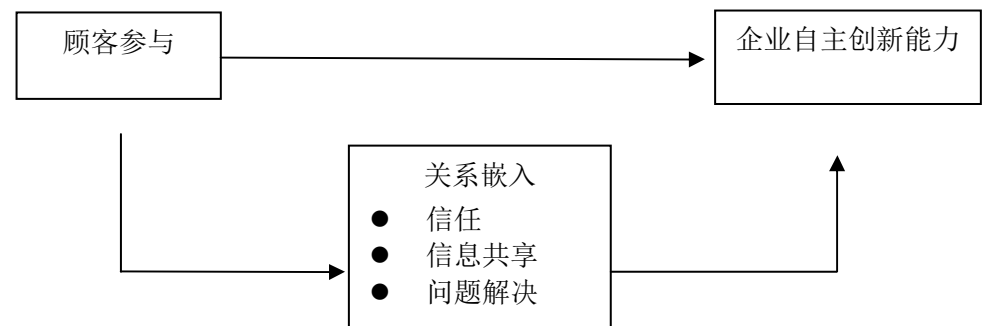 顾客参与
企业自主创新能力
关系嵌入
● 信任
● 信息共享
● 问题解决